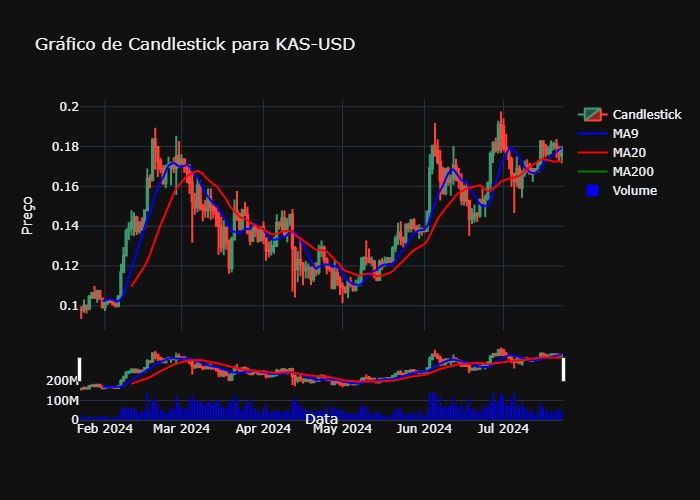 Gráfico de Candlestick para KAS-USD
0.2
0.18
0.16
0.14
0.12
0.1
Preço
Candlestick
MA9
MA20
MA200
Volume
200M
100M
0
Feb 2024
Mar 2024
Apr 2024
May 2024
Jun 2024
Jul 2024
Data